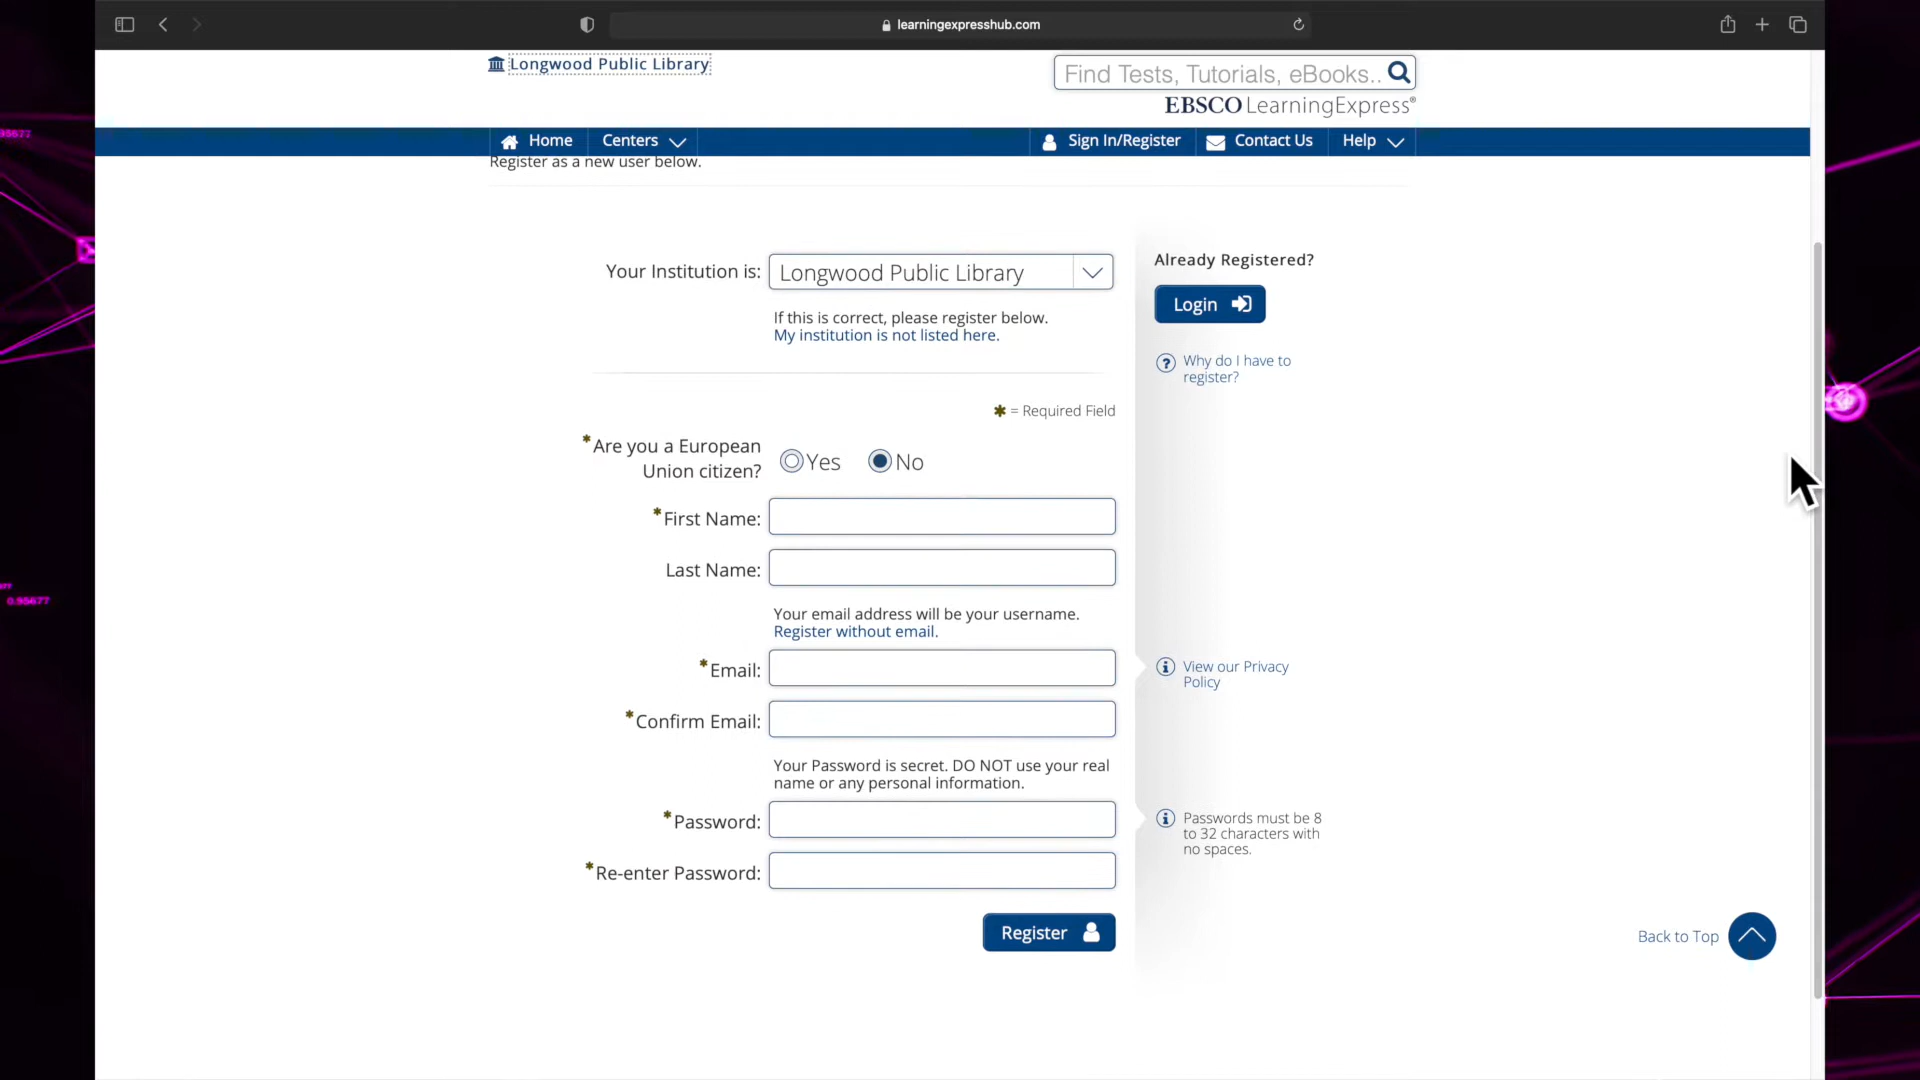 learningexpresshub.com
Longwood Public Library
Find Tests, Tutorials, eBooks..
EBSCO LearningExpress®
Home
Centers
Sign In/Register
Contact Us
Help
Register as a new user below.
Your Institution is:
Longwood Public Library
If this is correct, please register below.
My institution is not listed here.
Already Registered?
Login
Why do I have to
register?
* = Required Field
*Are you a European
Union citizen?
Yes
No
*First Name:
Last Name:
Your email address will be your username.
Register without email.
*Email:
View our Privacy
Policy
*Confirm Email:
Your Password is secret. DO NOT use your real
name or any personal information.
*Password:
Passwords must be 8
to 32 characters with
no spaces.
*Re-enter Password:
Register
Back to Top
0.95677